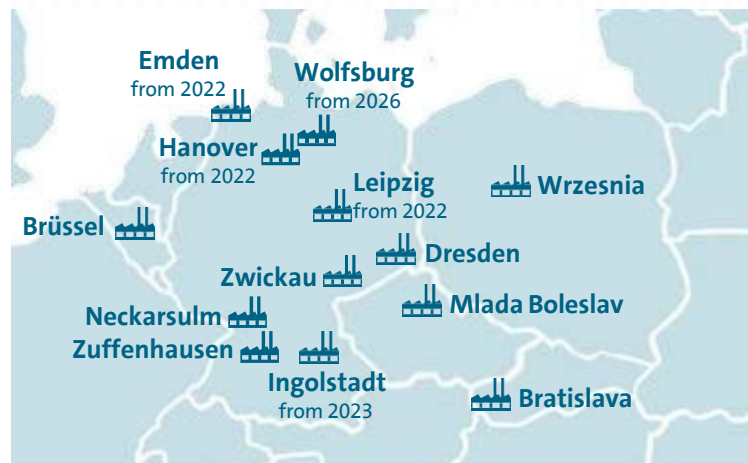 Emden
from 2022
Wolfsburg
from 2026
Hanover
from 2022
Leipzig
from 2022
Wrzesnia
Brüssel
Dresden
Zwickau
Mlada Boleslav
Neckarsulm
Zuffenhausen
Ingolstadt
from 2023
Bratislava